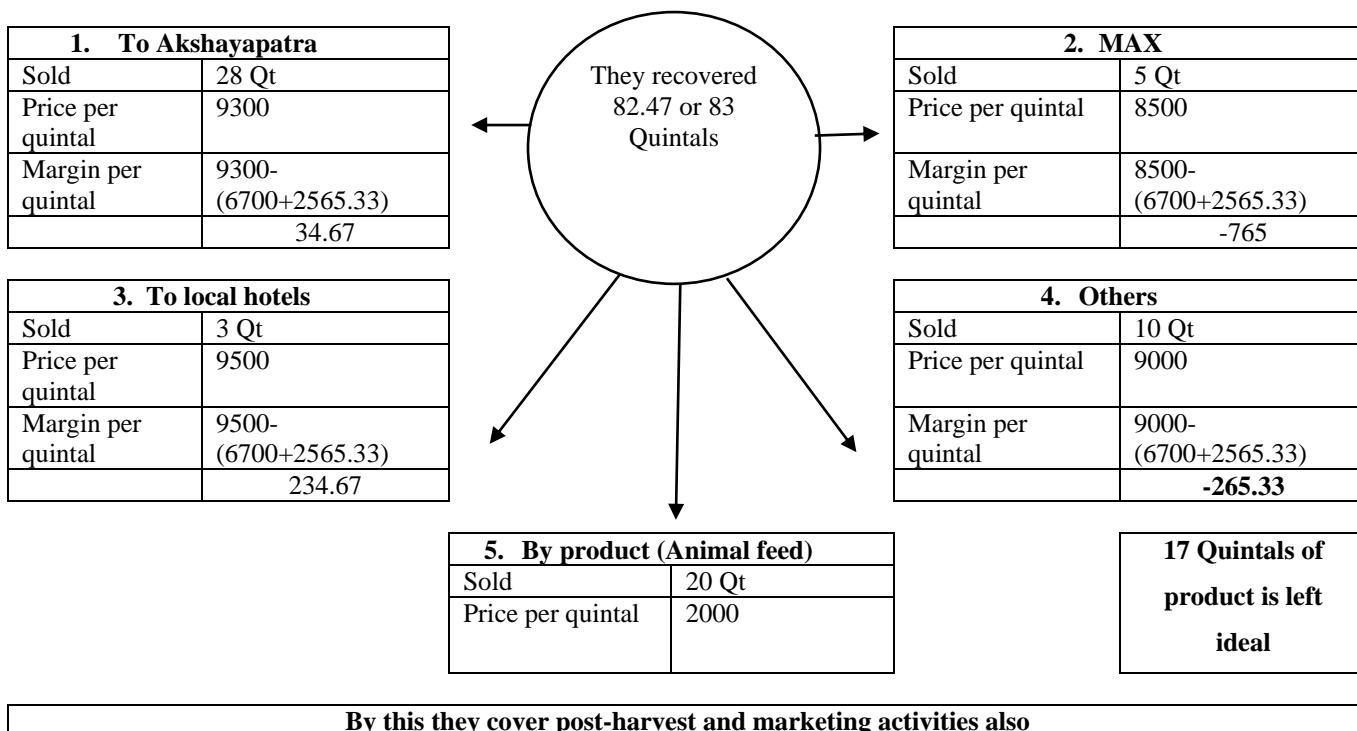 1. To Akshayapatra
Sold 28 Qt
Price per
quintal
9300
Margin per
quintal
9300-
(6700+2565.33)
34.67
They recovered
82.47 or 83
Quintals
2. MAX
Sold 5 Qt
Price per quintal 8500
Margin per
quintal
8500-
(6700+2565.33)
-765
3. To local hotels
Sold 3 Qt
Price per
quintal
9500
Margin per
quintal
9500-
(6700+2565.33)
234.67
4. Others
Sold 10 Qt
Price per quintal 9000
Margin per
quintal
9000-
(6700+2565.33)
-265.33
5. By product (Animal feed)
Sold 20 Qt
Price per quintal 2000
17 Quintals of
product is left
ideal
By this they cover post-harvest and marketing activities also